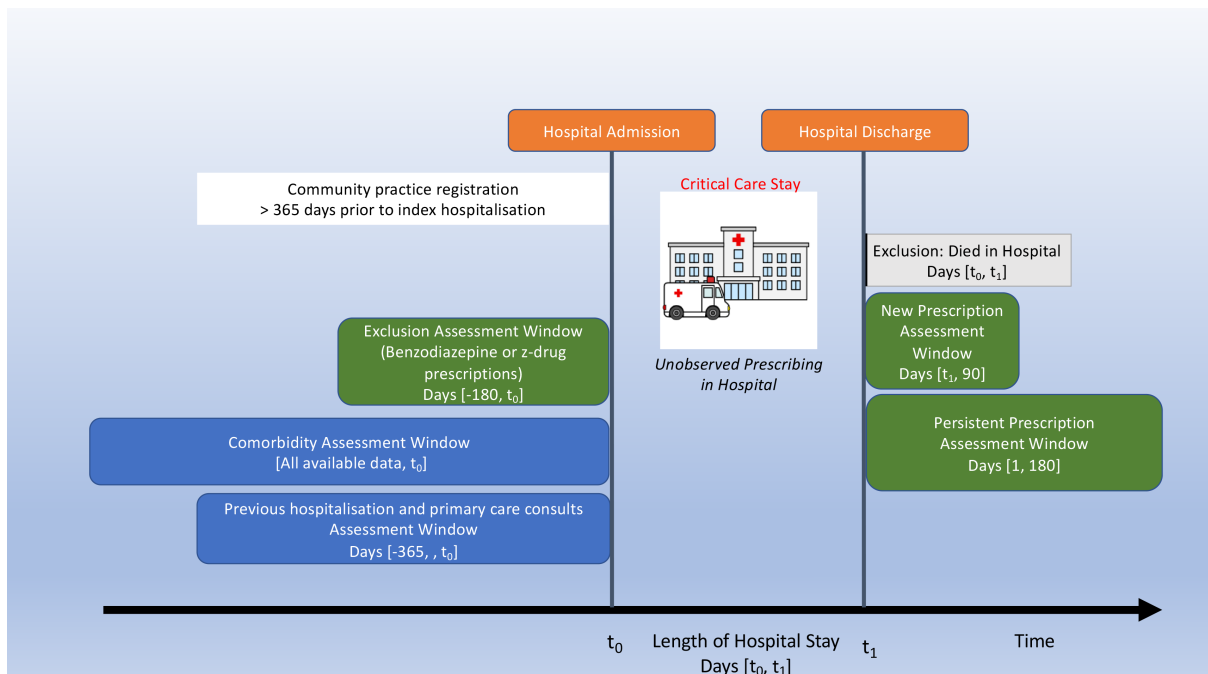 Hospital Admission
Hospital Discharge
Community practice registration
> 365 days prior to index hospitalisation
Critical Care Stay
Unobserved Prescribing
in Hospital
Exclusion: Died in Hospital
Days [t₀, t₁]
Exclusion Assessment Window
(Benzodiazepine or z-drug
prescriptions)
Days [-180, t₀]
New Prescription
Assessment
Window
Days [t₁, 90]
Comorbidity Assessment Window
[All available data, t₀]
Persistent Prescription
Assessment Window
Days [1, 180]
Previous hospitalisation and primary care consults
Assessment Window
Days [-365, , t₀]
t₀
Length of Hospital Stay
Days [t₀, t₁]
t₁
Time